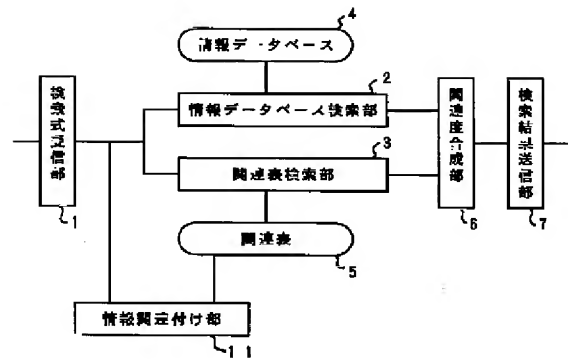 4
情報データベース
2
情報データベース検索部
3
関連表検索部
関連表
5
検索式受信部
1
関連度合成部
6
検索結果送信部
7
情報関連付け部
11